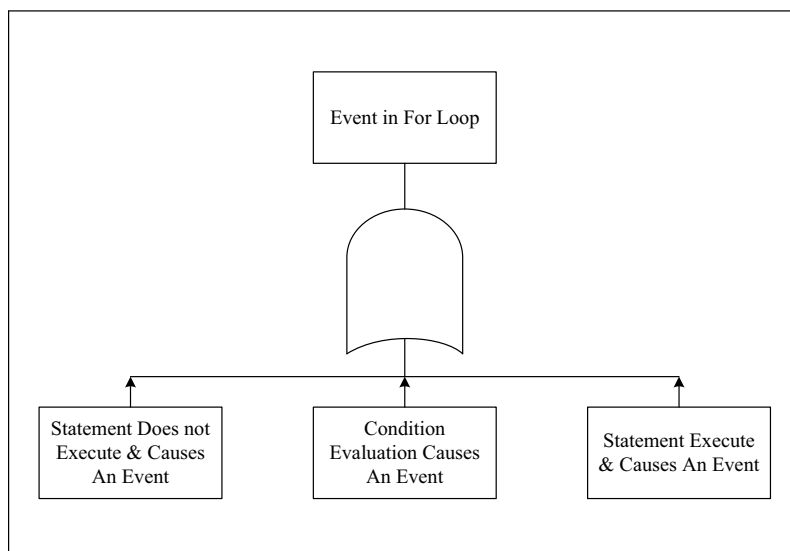 Event in For Loop
Statement Does not
Execute & Causes
An Event
Condition
Evaluation Causes
An Event
Statement Execute
& Causes An Event